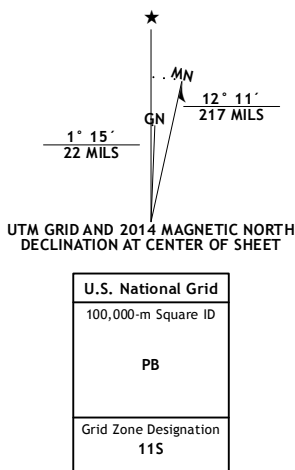 ★
MN
GN
12° 11´
217 MILS
1° 15´
22 MILS
UTM GRID AND 2014 MAGNETIC NORTH
DECLINATION AT CENTER OF SHEET
U.S. National Grid
100,000-m Square ID
PB
Grid Zone Designation
11S